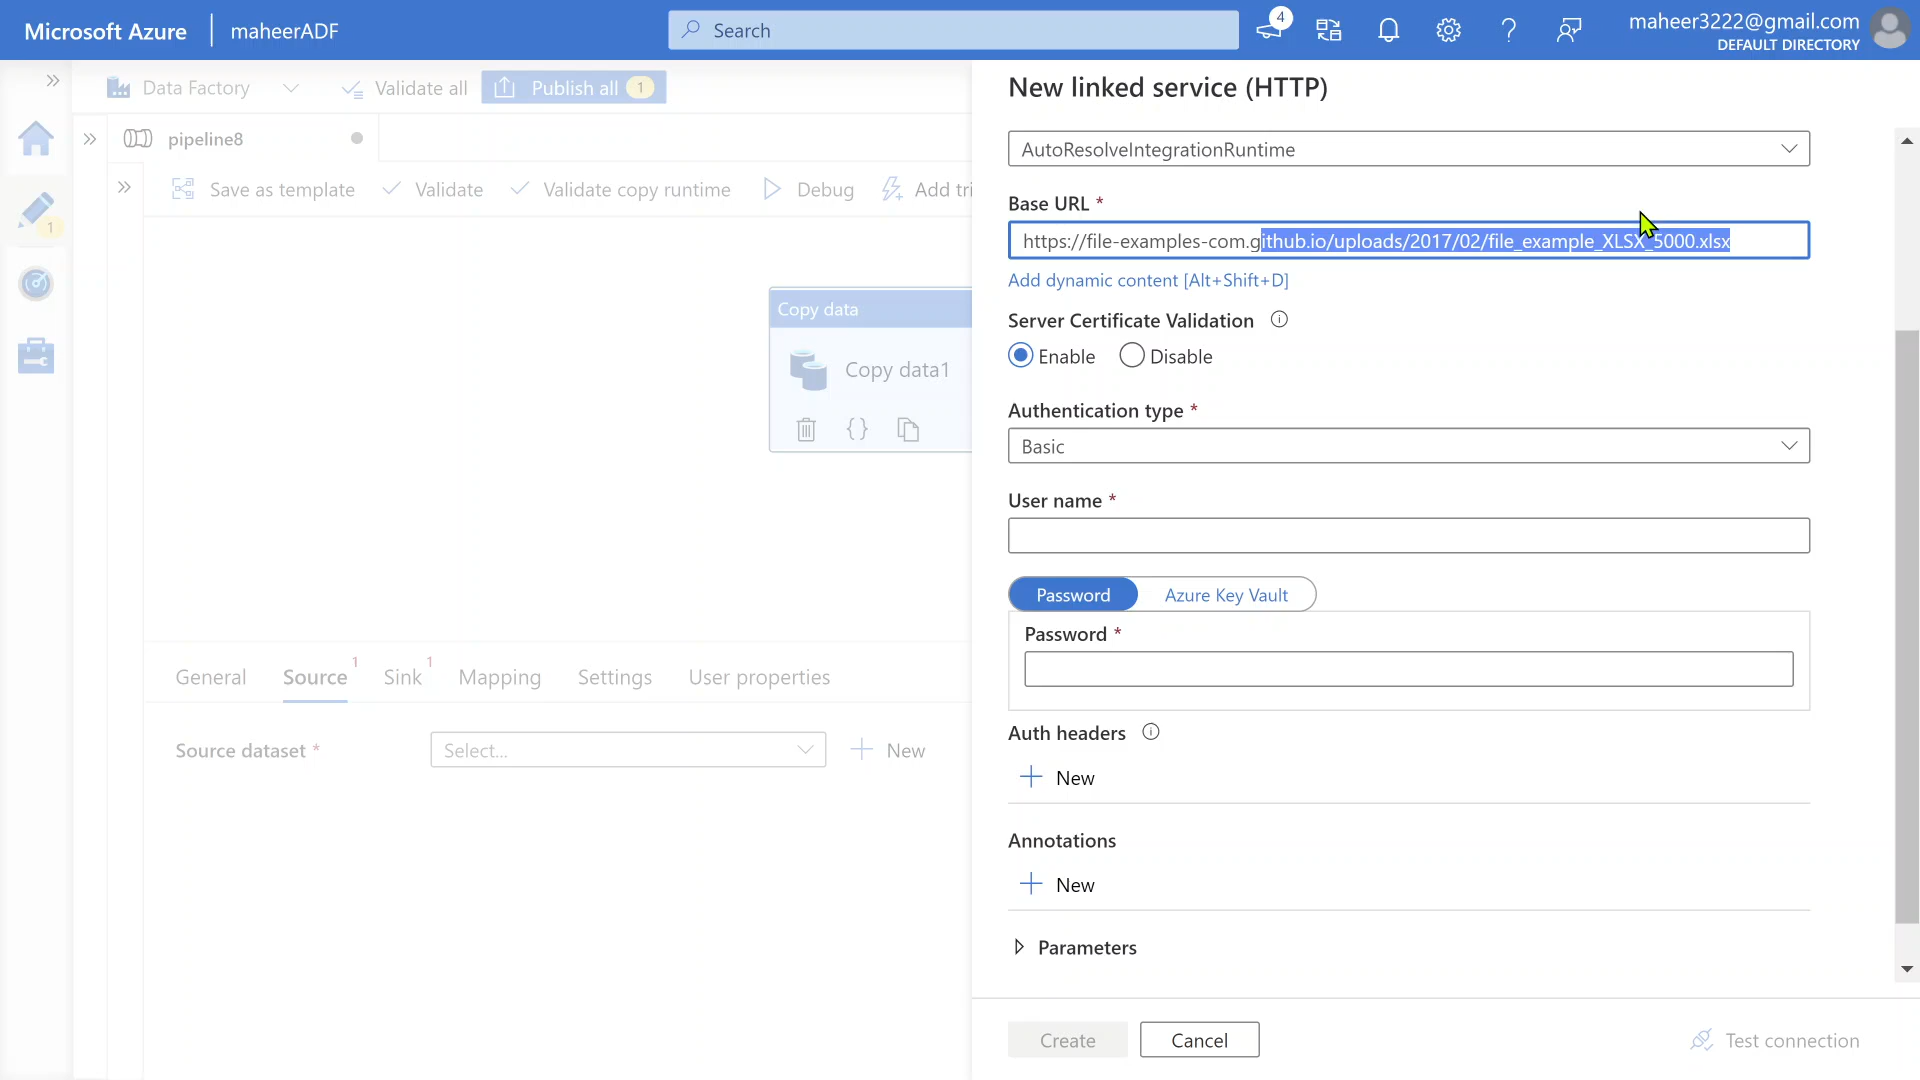 Microsoft Azure
maheerADF
Search
4
maheer3222@gmail.com
DEFAULT DIRECTORY
Data Factory
Validate all
Publish all
1
pipeline8
Save as template
Validate
Validate copy runtime
Debug
Add tri
1
Copy data
Copy data1
General
Source
1
Sink
1
Mapping
Settings
User properties
Source dataset *
Select...
New
New linked service (HTTP)
AutoResolveIntegrationRuntime
Base URL *
https://file-examples-com.github.io/uploads/2017/02/file_example_XLSX_5000.xlsx
Add dynamic content [Alt+Shift+D]
Server Certificate Validation
Enable
Disable
Authentication type *
Basic
User name *
Password
Azure Key Vault
Password *
Auth headers
New
Annotations
New
Parameters
Create
Cancel
Test connection